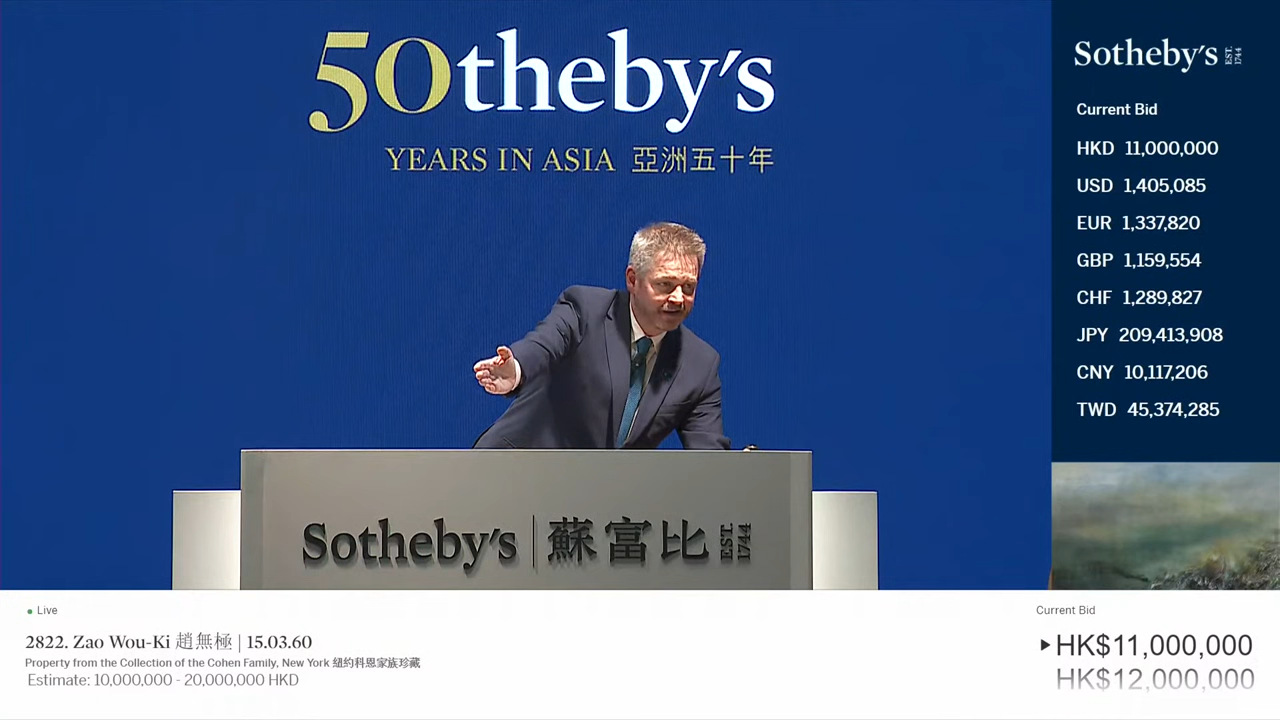 50theby's
YEARS IN ASIA 亞洲五十年
Sotheby's EST. 1744
Current Bid
HKD 11,000,000
USD 1,405,085
EUR 1,337,820
GBP 1,159,554
CHF 1,289,827
JPY 209,413,908
CNY 10,117,206
TWD 45,374,285
Sotheby's | 蘇富比 EST. 1744
Live
2822. Zao Wou-Ki 趙無極 | 15.03.60
Property from the Collection of the Cohen Family, New York 紐約科恩家族珍藏
Estimate: 10,000,000 - 20,000,000 HKD
Current Bid
HK$11,000,000
HK$12,000,000